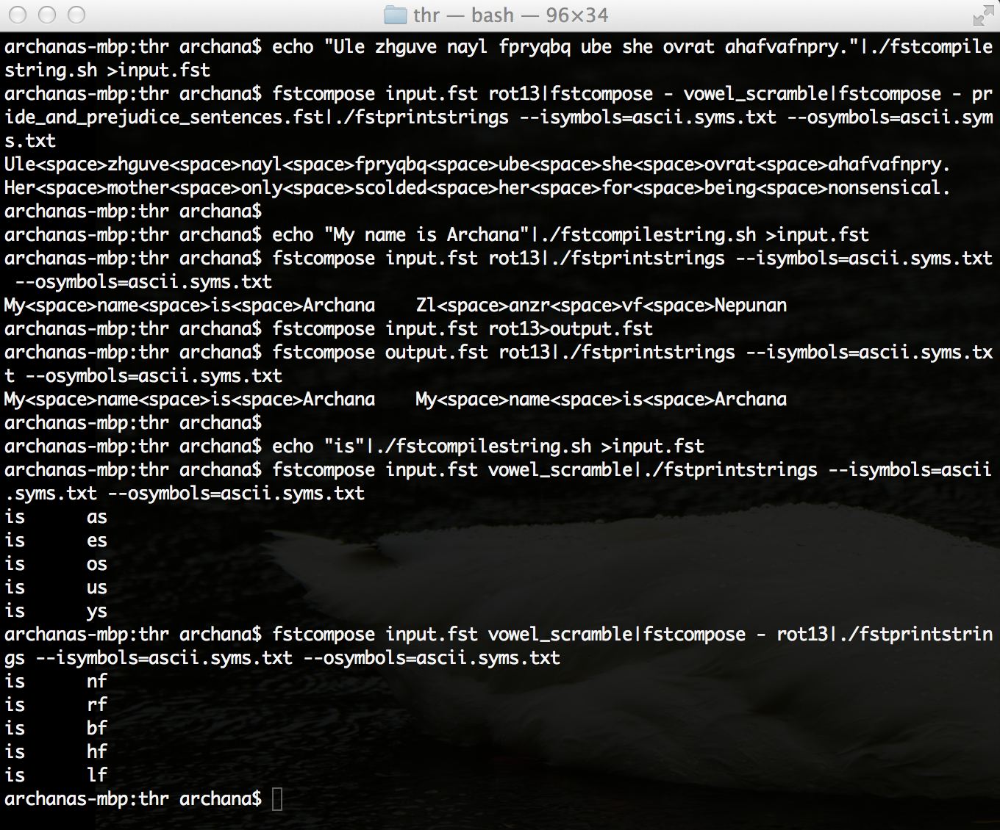 thr — bash — 96×34
archanas-mbp:thr archana$ echo "Ule zhguve nayl fpryqbq ube she ovrat ahafvafnpry."|./fstcompile
string.sh >input.fst
archanas-mbp:thr archana$ fstcompose input.fst rot13|fstcompose - vowel_scramble|fstcompose - pr
ide_and_prejudice_sentences.fst|./fstprintstrings --isymbols=ascii.syms.txt --osymbols=ascii.sym
s.txt
Ule<space>zhguve<space>nayl<space>fpryqbq<space>ube<space>she<space>ovrat<space>ahafvafnpry.
Her<space>mother<space>only<space>scolded<space>her<space>for<space>being<space>nonsensical.
archanas-mbp:thr archana$
archanas-mbp:thr archana$ echo "My name is Archana"|./fstcompilestring.sh >input.fst
archanas-mbp:thr archana$ fstcompose input.fst rot13|./fstprintstrings --isymbols=ascii.syms.txt
 --osymbols=ascii.syms.txt
My<space>name<space>is<space>Archana    Zl<space>anzr<space>vf<space>Nepunan
archanas-mbp:thr archana$ fstcompose input.fst rot13>output.fst
archanas-mbp:thr archana$ fstcompose output.fst rot13|./fstprintstrings --isymbols=ascii.syms.tx
t --osymbols=ascii.syms.txt
My<space>name<space>is<space>Archana    My<space>name<space>is<space>Archana
archanas-mbp:thr archana$
archanas-mbp:thr archana$ echo "is"|./fstcompilestring.sh >input.fst
archanas-mbp:thr archana$ fstcompose input.fst vowel_scramble|./fstprintstrings --isymbols=ascii
.syms.txt --osymbols=ascii.syms.txt
is      as
is      es
is      os
is      us
is      ys
archanas-mbp:thr archana$ fstcompose input.fst vowel_scramble|fstcompose - rot13|./fstprintstrin
gs --isymbols=ascii.syms.txt --osymbols=ascii.syms.txt
is      nf
is      rf
is      bf
is      hf
is      lf
archanas-mbp:thr archana$